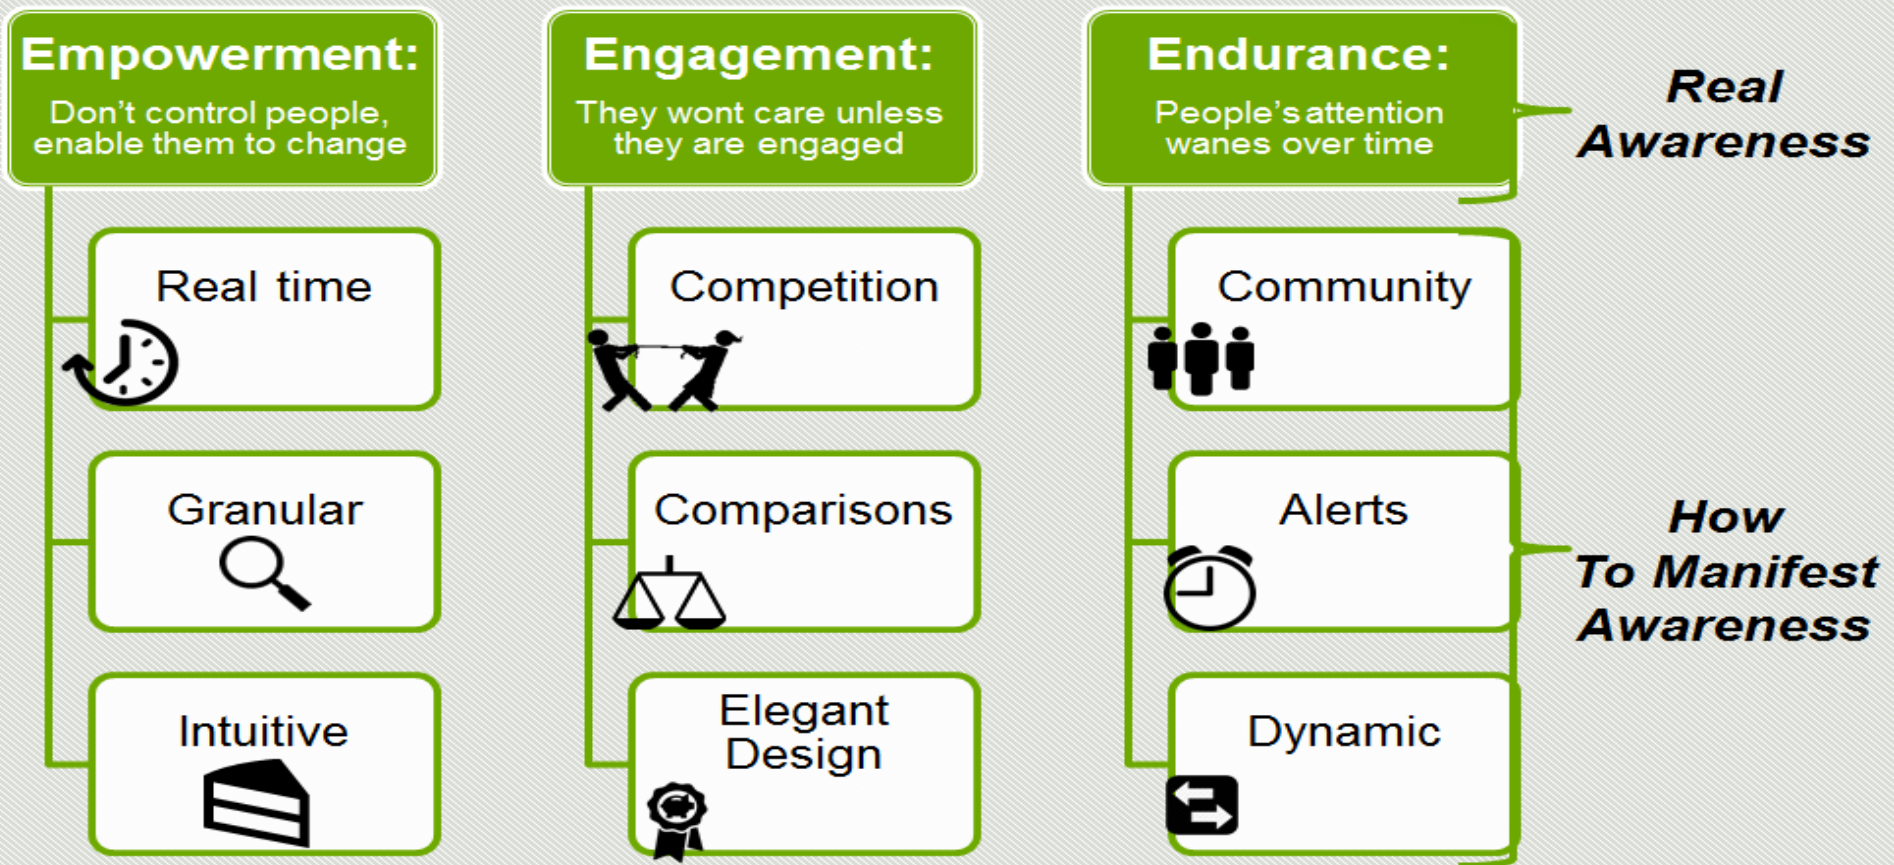 Empowerment:
Don't control people,
enable them to change
Real time
Granular
Intuitive
Engagement:
They wont care unless
they are engaged
Competition
Comparisons
Elegant
Design
Endurance:
People's attention
wanes over time
Community
Alerts
Dynamic
Real
Awareness
How
To Manifest
Awareness